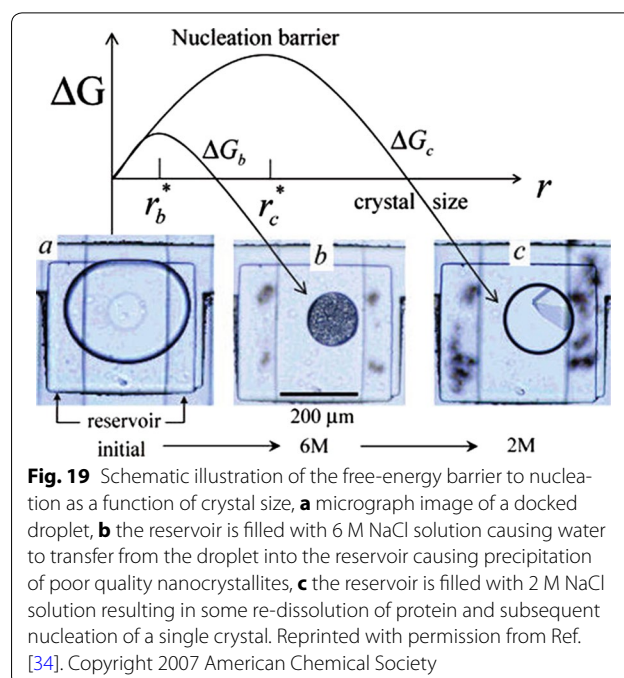 Nucleation barrier
ΔG
ΔG_b
ΔG_c
r_b^*
r_c^*
crystal size
r
a
b
c
200 µm
reservoir
initial
6M
2M
Fig. 19 Schematic illustration of the free-energy barrier to nuclea-
tion as a function of crystal size, a micrograph image of a docked
droplet, b the reservoir is filled with 6 M NaCl solution causing water
to transfer from the droplet into the reservoir causing precipitation
of poor quality nanocrystallites, c the reservoir is filled with 2 M NaCl
solution resulting in some re-dissolution of protein and subsequent
nucleation of a single crystal. Reprinted with permission from Ref.
[34]. Copyright 2007 American Chemical Society